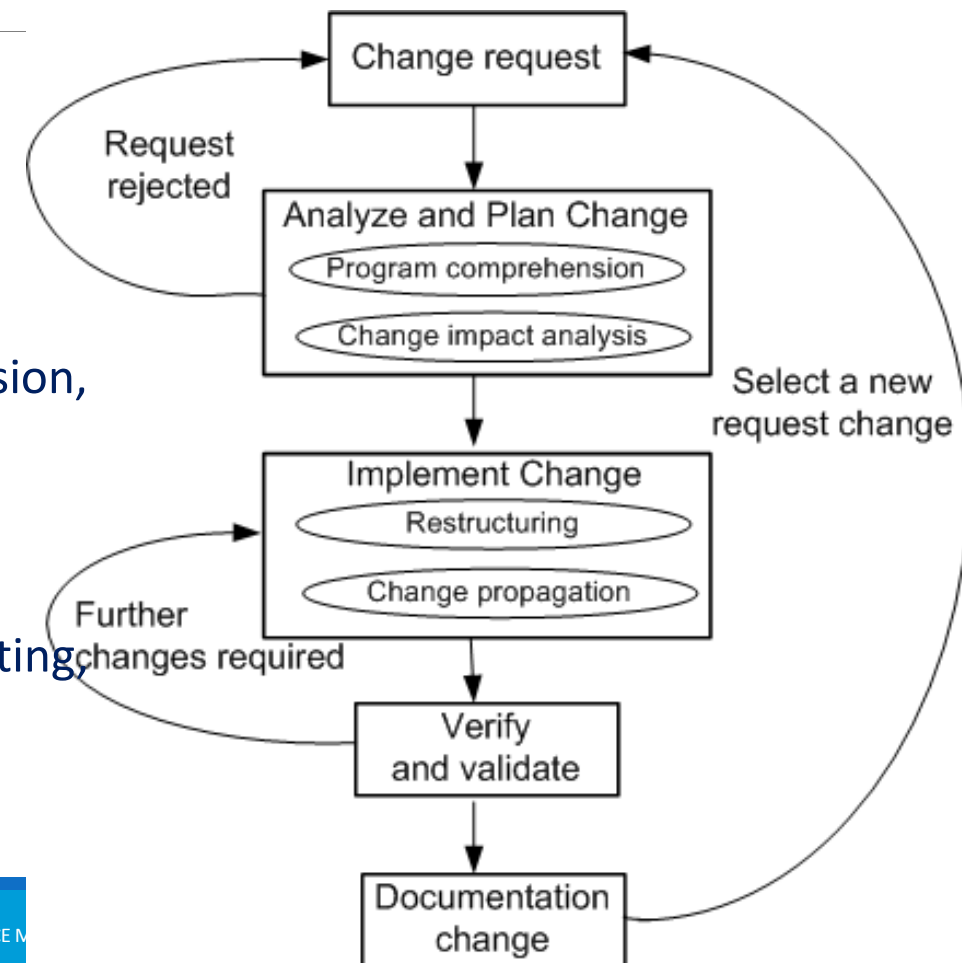 Change request
Request
rejected
Analyze and Plan Change
Program comprehension
Change impact analysis
sion,
Select a new
request change
Implement Change
Restructuring
Change propagation
Further
changes required
ting,
Verify
and validate
Documentation
change
CE M